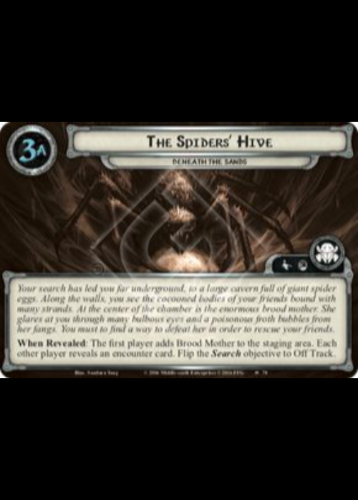 3A
THE SPIDERS' HIVE
BENEATH THE SANDS
Your search has led you far underground, to a large cavern full of giant spider
eggs. Along the walls, you see the cocooned bodies of your friends bound with
many strands. At the center of the chamber is the enormous brood mother. She
glares at you through many bulbous eyes and a poisonous froth bubbles from
her fangs. You must to find a way to defeat her in order to rescue your friends.
When Revealed: The first player adds Brood Mother to the staging area. Each
other player reveals an encounter card. Flip the Search objective to Off Track.